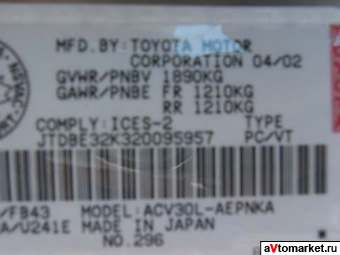 MFD. BY: TOYOTA MOTOR
CORPORATION 04/02
GVWR/PNBV 1890KG
GAWR/PNBE FR 1210KG
RR 1210KG
COMPLY: ICES-2 TYPE
JTDBE32K320095957 PC/VT
/FB43 MODEL: ACV30L-AEPNKA
A/U241E MADE IN JAPAN
NO.296
avtomarket.ru